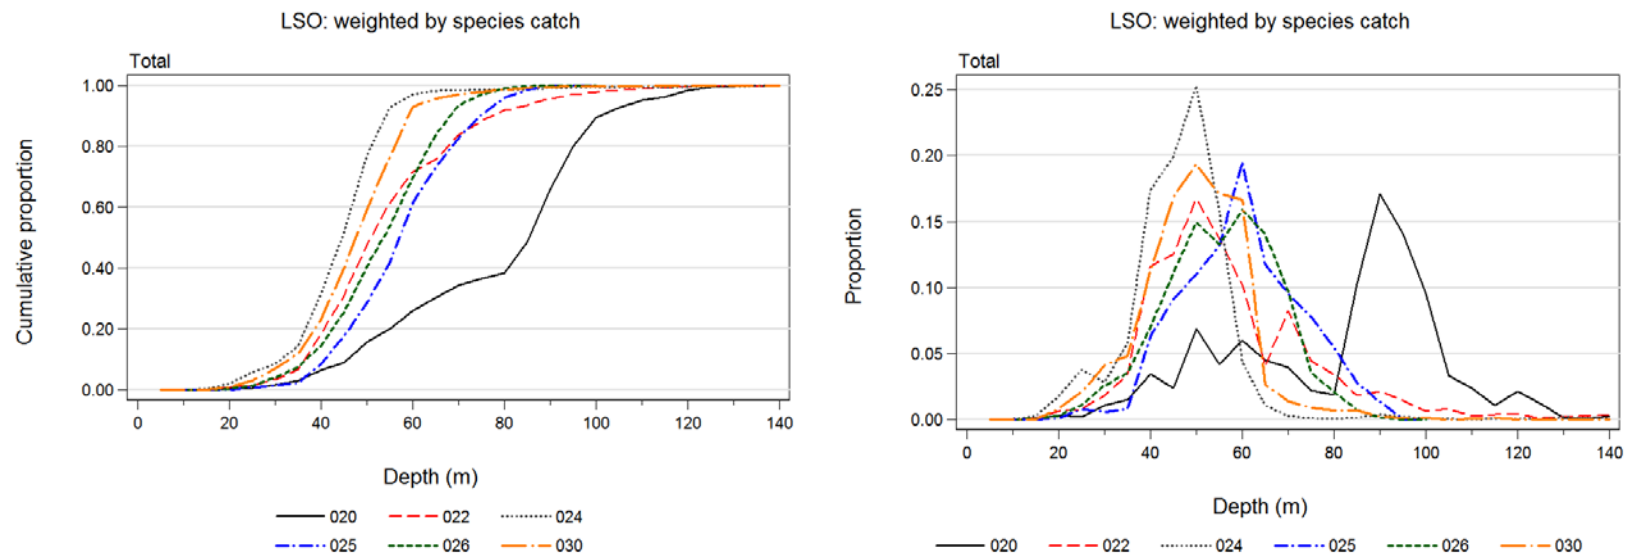 LSO: weighted by species catch
Total
1.00
0.80
0.60
0.40
0.20
0.00
Cumulative proportion
0 20 40 60 80 100 120 140
Depth (m)
020 022 024
025 026 030
LSO: weighted by species catch
Total
0.25
0.20
0.15
0.10
0.05
0.00
Proportion
0 20 40 60 80 100 120 140
Depth (m)
020 022 024 025 026 030